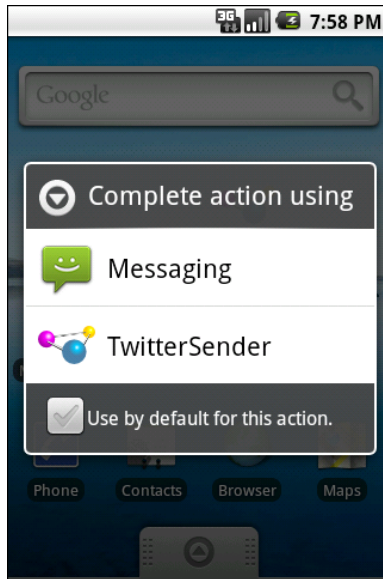 3G 7:58 PM
Google
Complete action using
Messaging
TwitterSender
Use by default for this action.
Phone Contacts Browser Maps